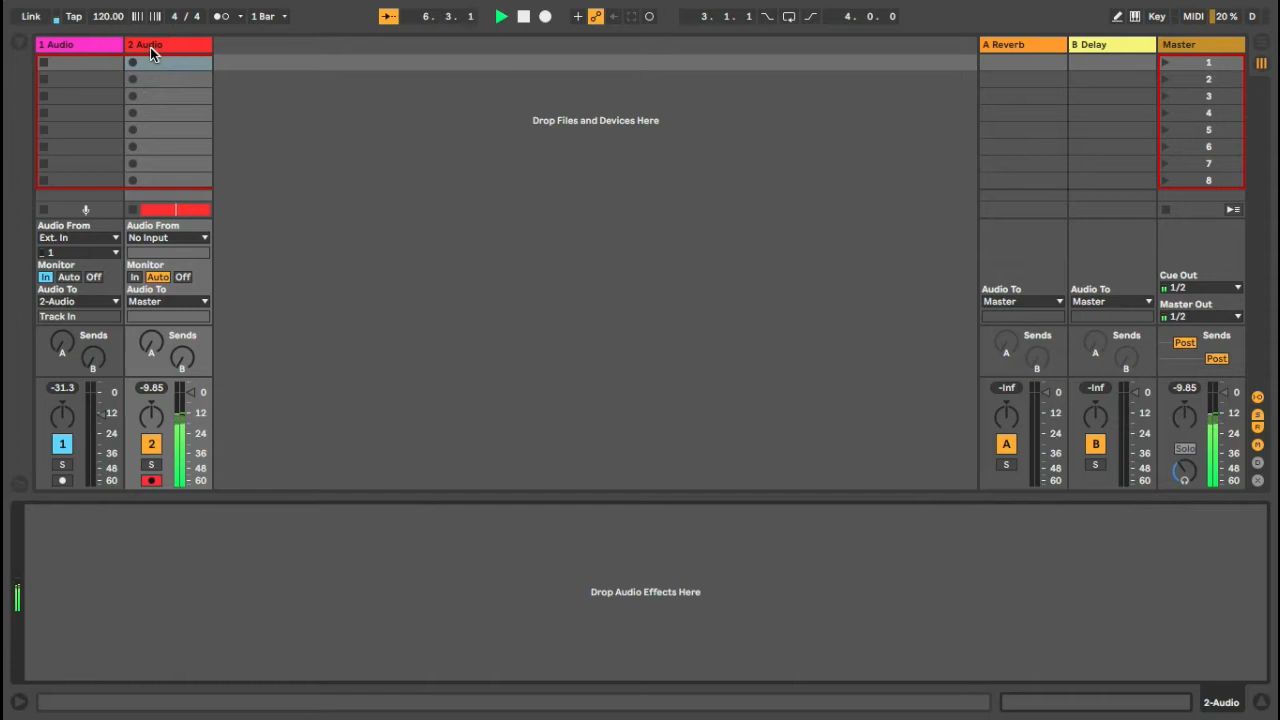 Link Tap 120.00 4 / 4 1 Bar 6. 3. 1 3. 1. 1 4. 0. 0 Key MIDI 20 % D
1 Audio 2 Audio A Reverb B Delay Master
1
2
3
Drop Files and Devices Here
4
5
6
7
8
Audio From Audio From
Ext. In No Input
1
Monitor Monitor
In Auto Off In Auto Off
Audio To Audio To Audio To Audio To
2-Audio Master Master Master
Track In
Cue Out
1/2
Master Out
1/2
Sends Sends Sends Sends Sends
A A A A Post
B B B B Post
-31.3 -9.85 -Inf -Inf -9.85
0 0 0 0 0
12 12 12 12 12
24 24 24 24 24
36 36 36 36 36
48 48 48 48 48
60 60 60 60 60
1 2 A B Solo
S S S S
S
R
M
D
X
Drop Audio Effects Here
2-Audio